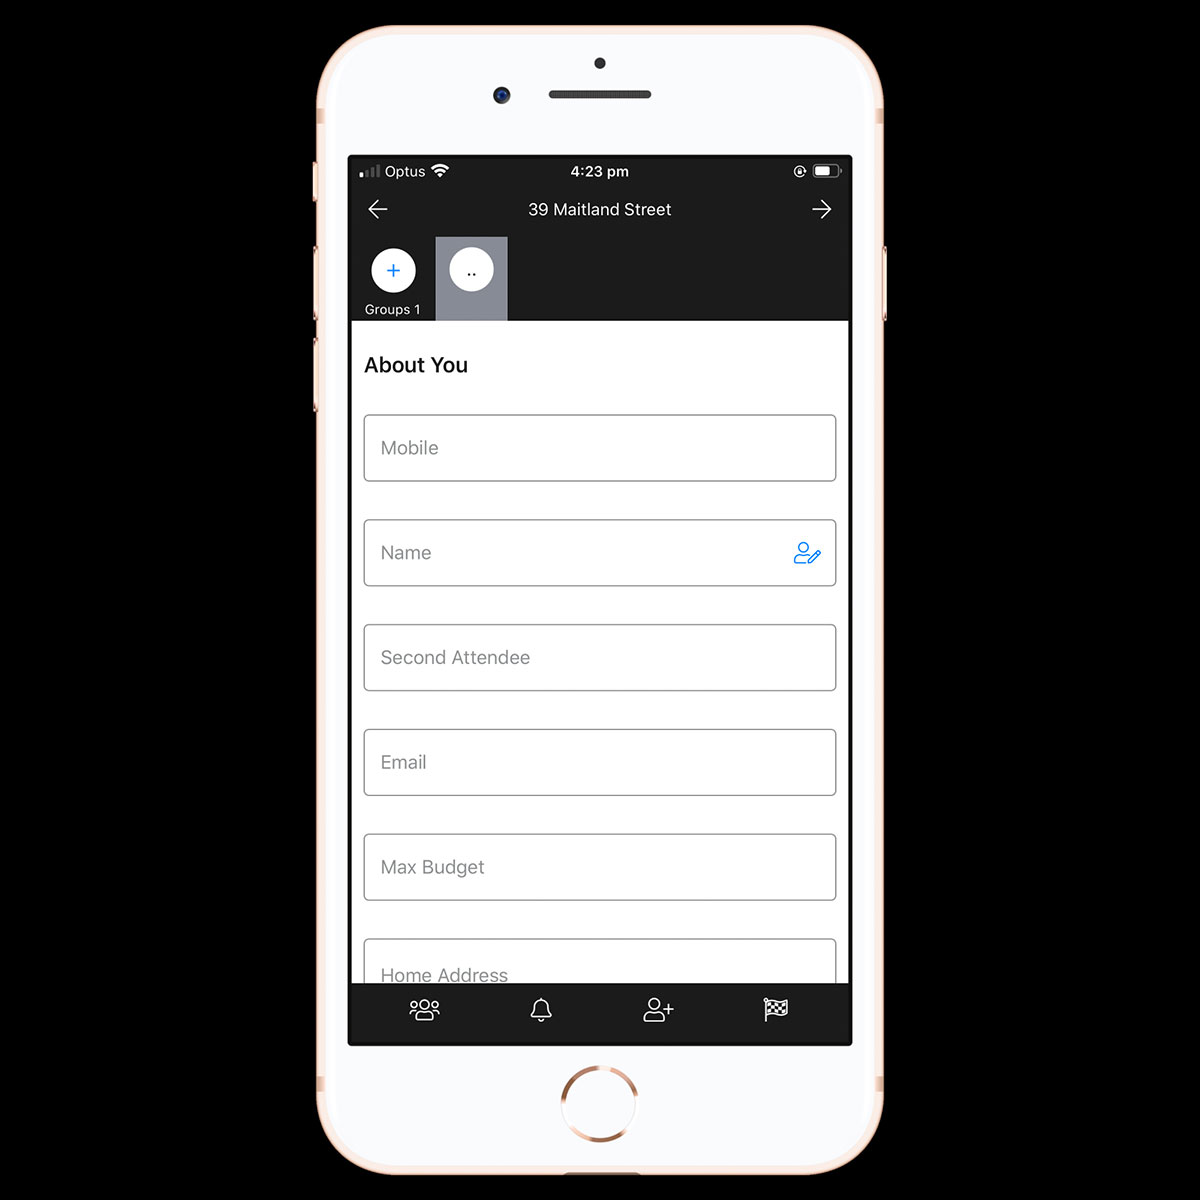 Optus 4:23 pm
39 Maitland Street
+ ..
Groups 1
About You
Mobile
Name
Second Attendee
Email
Max Budget
Home Address